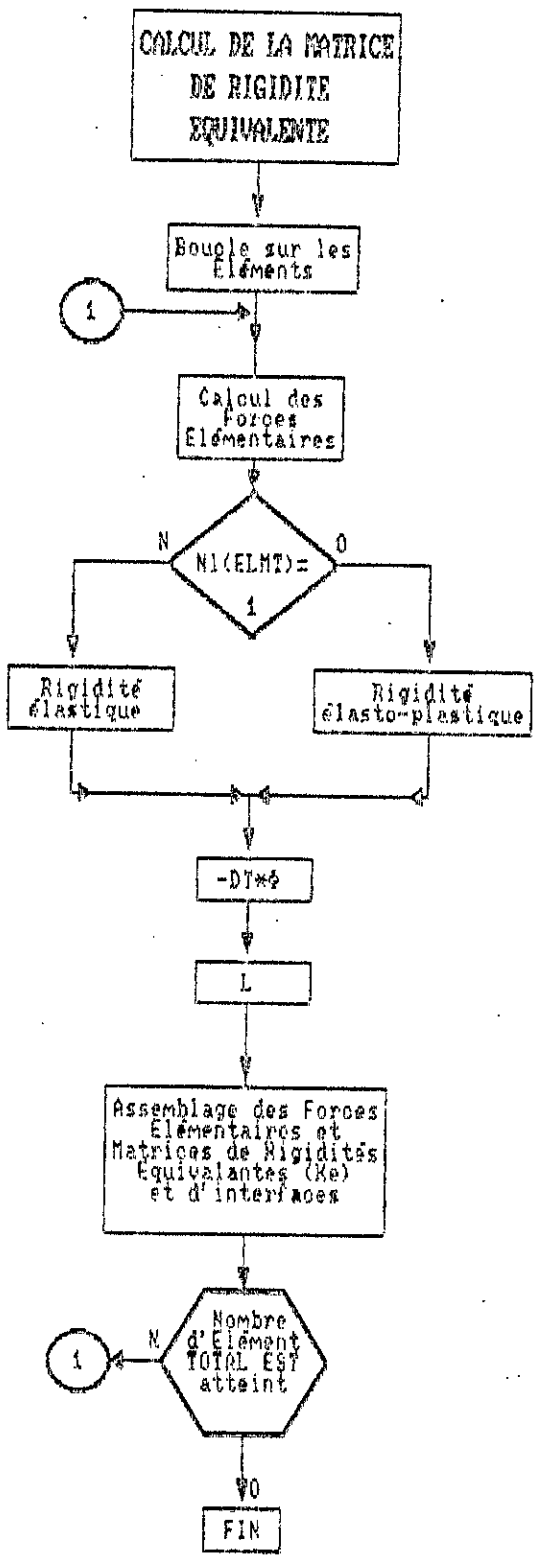 CALCUL DE LA MATRICE
DE RIGIDITE
EQUIVALENTE
Boucle sur les
Eléments
1
Calcul des
Forces
Elémentaires
N
O
N1(ELMT)=
1
Rigidité
élastique
Rigidité
élasto-plastique
-DT*Φ
L
Assemblage des Forces
Elémentaires et
Matrices de Rigidités
Equivalantes (Ke)
et d'interfaces
Nombre
d'Elément
TOTAL EST
atteint
N
1
O
FIN